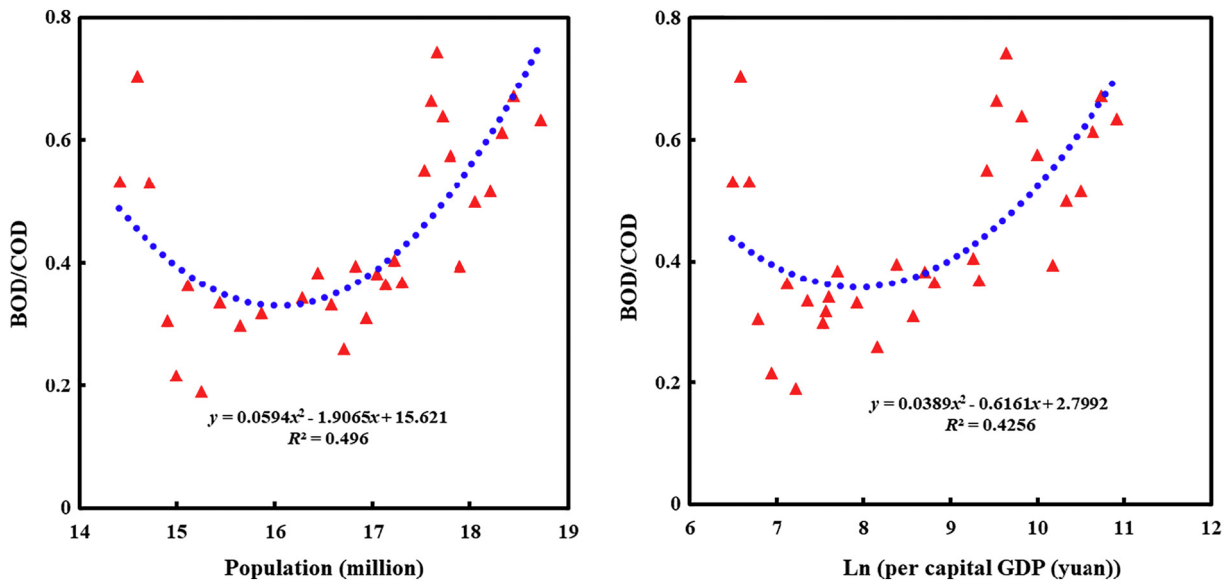 BOD/COD
0.8
0.6
0.4
0.2
0
y = 0.0594x² - 1.9065x + 15.621
R² = 0.496
14 15 16 17 18 19
Population (million)
BOD/COD
0.8
0.6
0.4
0.2
0
y = 0.0389x² - 0.6161x + 2.7992
R² = 0.4256
6 7 8 9 10 11 12
Ln (per capital GDP (yuan))